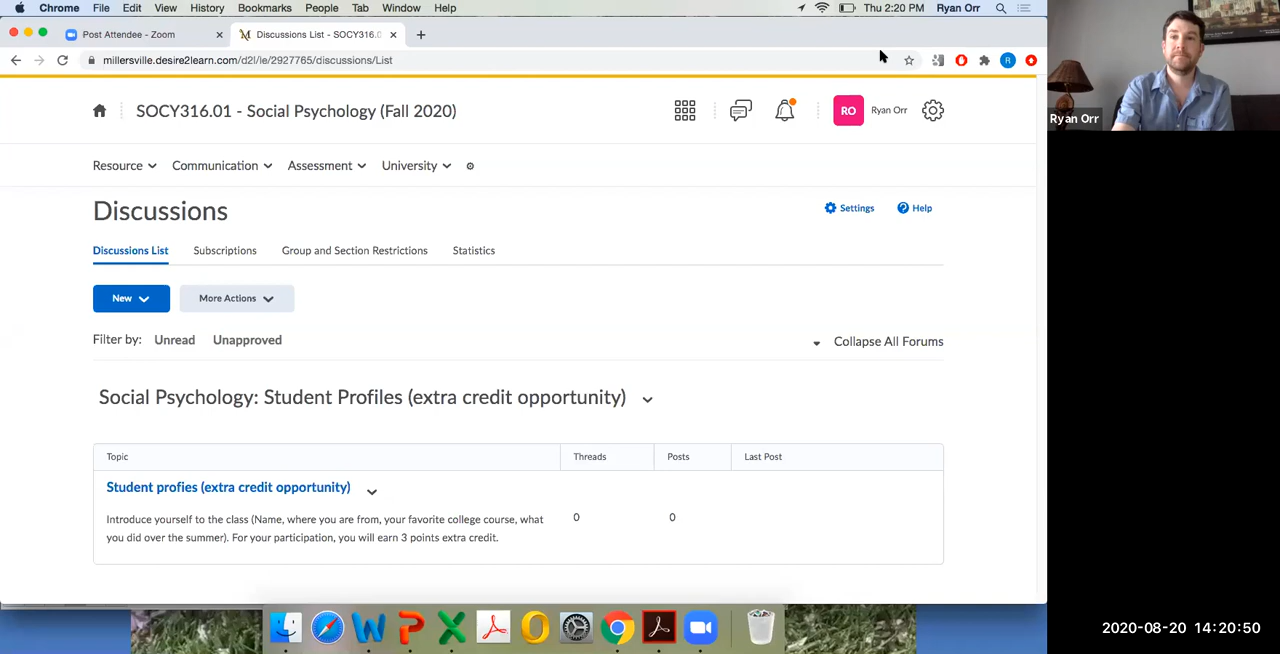 Chrome File Edit View History Bookmarks People Tab Window Help Thu 2:20 PM Ryan Orr
Post Attendee - Zoom Discussions List - SOCY316.0
millersville.desire2learn.com/d2l/le/2927765/discussions/List R
SOCY316.01 - Social Psychology (Fall 2020) RO Ryan Orr
Ryan Orr
Resource Communication Assessment University
Discussions Settings Help
Discussions List Subscriptions Group and Section Restrictions Statistics
New More Actions
Filter by: Unread Unapproved Collapse All Forums
Social Psychology: Student Profiles (extra credit opportunity)
Topic Threads Posts Last Post
Student profies (extra credit opportunity)
Introduce yourself to the class (Name, where you are from, your favorite college course, what 0 0
you did over the summer). For your participation, you will earn 3 points extra credit.
2020-08-20 14:20:50